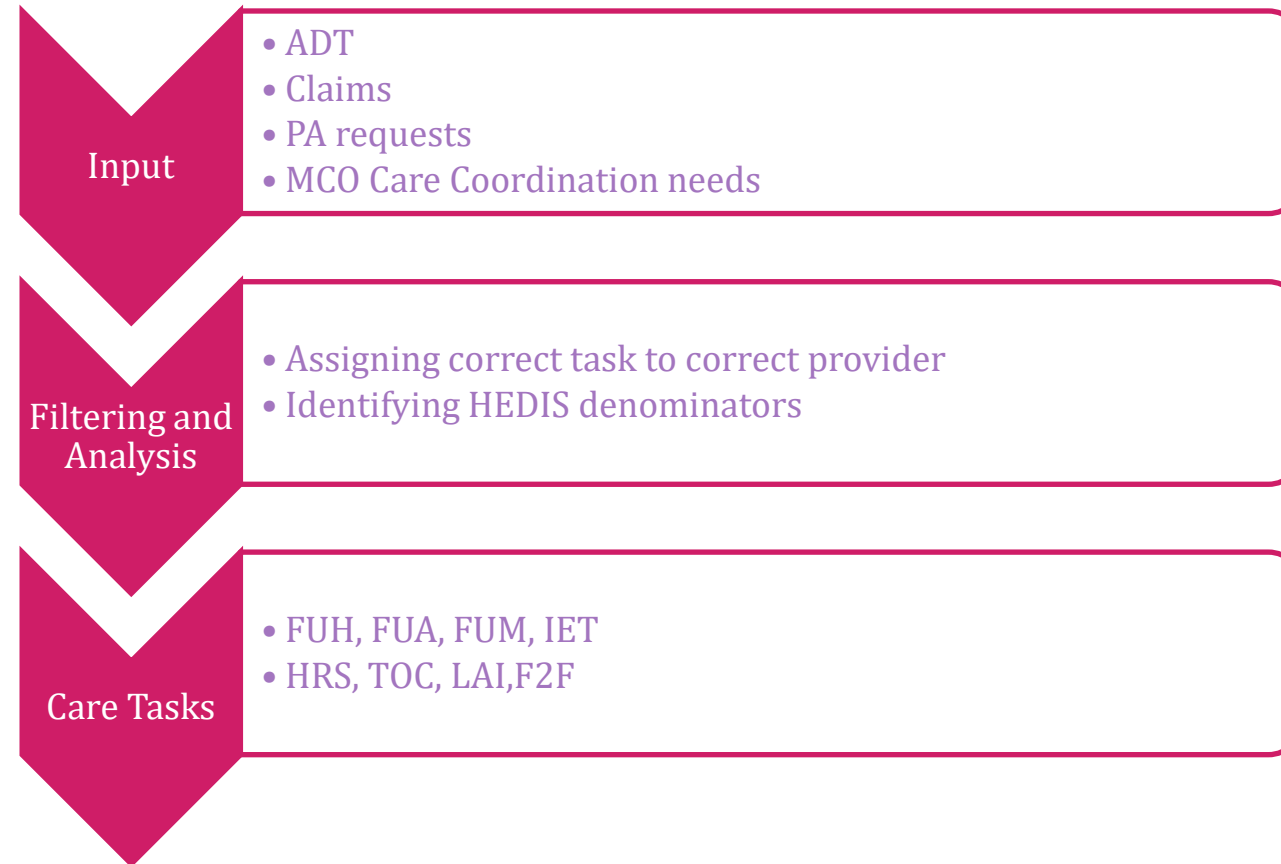 Input
• ADT
• Claims
• PA requests
• MCO Care Coordination needs
Filtering and
Analysis
• Assigning correct task to correct provider
• Identifying HEDIS denominators
Care Tasks
• FUH, FUA, FUM, IET
• HRS, TOC, LAI,F2F